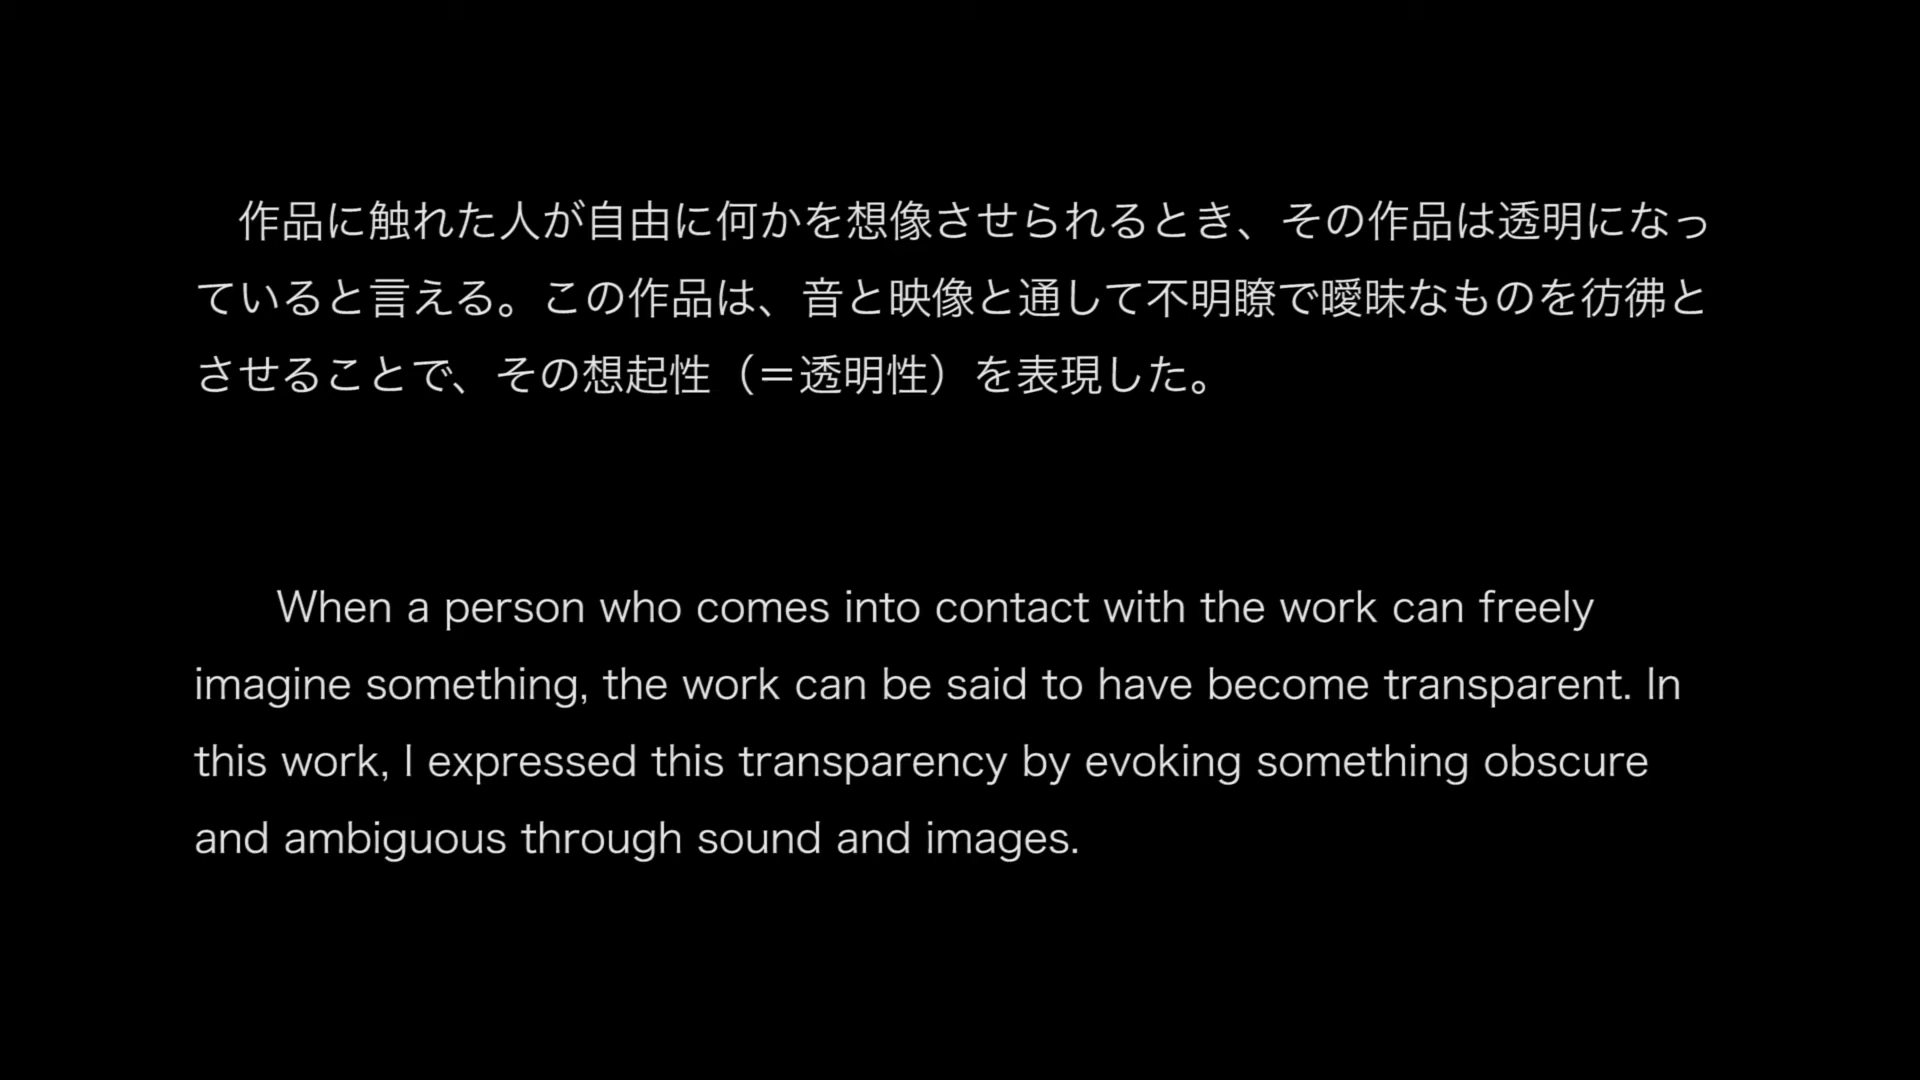 作品に触れた人が自由に何かを想像させられるとき、その作品は透明になっ
ていると言える。この作品は、音と映像と通して不明瞭で曖昧なものを彷彿と
させることで、その想起性（＝透明性）を表現した。
When a person who comes into contact with the work can freely
imagine something, the work can be said to have become transparent. In
this work, I expressed this transparency by evoking something obscure
and ambiguous through sound and images.